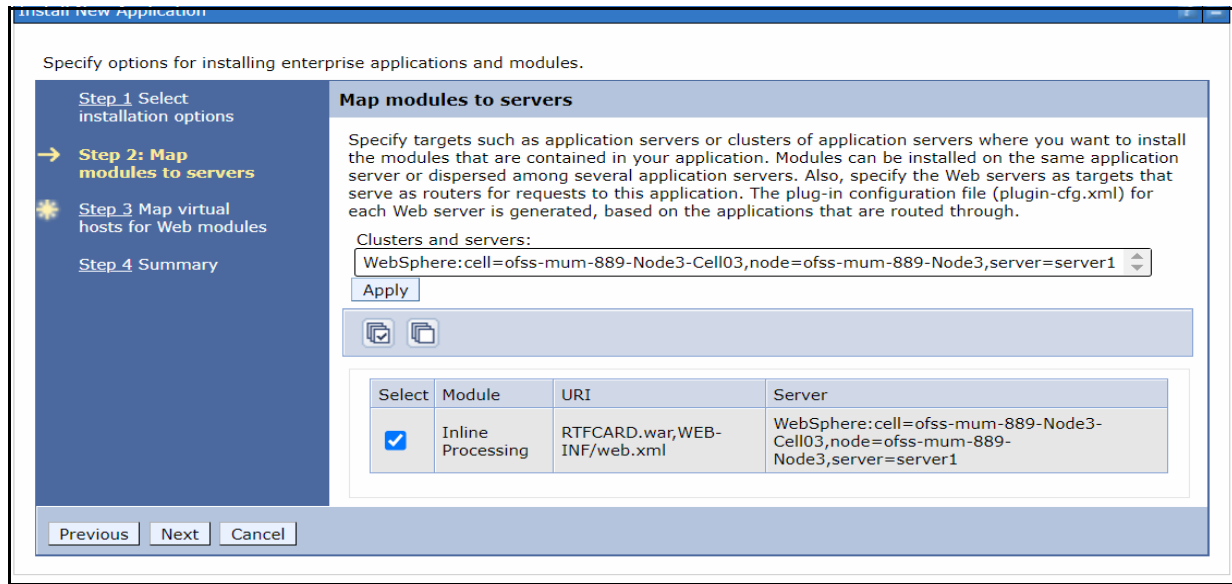 Install New Application
Specify options for installing enterprise applications and modules.
Step 1 Select
installation options
Step 2: Map
modules to servers
Step 3 Map virtual
hosts for Web modules
Step 4 Summary
Map modules to servers
Specify targets such as application servers or clusters of application servers where you want to install
the modules that are contained in your application. Modules can be installed on the same application
server or dispersed among several application servers. Also, specify the Web servers as targets that
serve as routers for requests to this application. The plug-in configuration file (plugin-cfg.xml) for
each Web server is generated, based on the applications that are routed through.
Clusters and servers:
WebSphere:cell=ofss-mum-889-Node3-Cell03,node=ofss-mum-889-Node3,server=server1
Apply
Select Module URI Server
Inline
Processing
RTFCARD.war,WEB-
INF/web.xml
WebSphere:cell=ofss-mum-889-Node3-
Cell03,node=ofss-mum-889-
Node3,server=server1
Previous Next Cancel